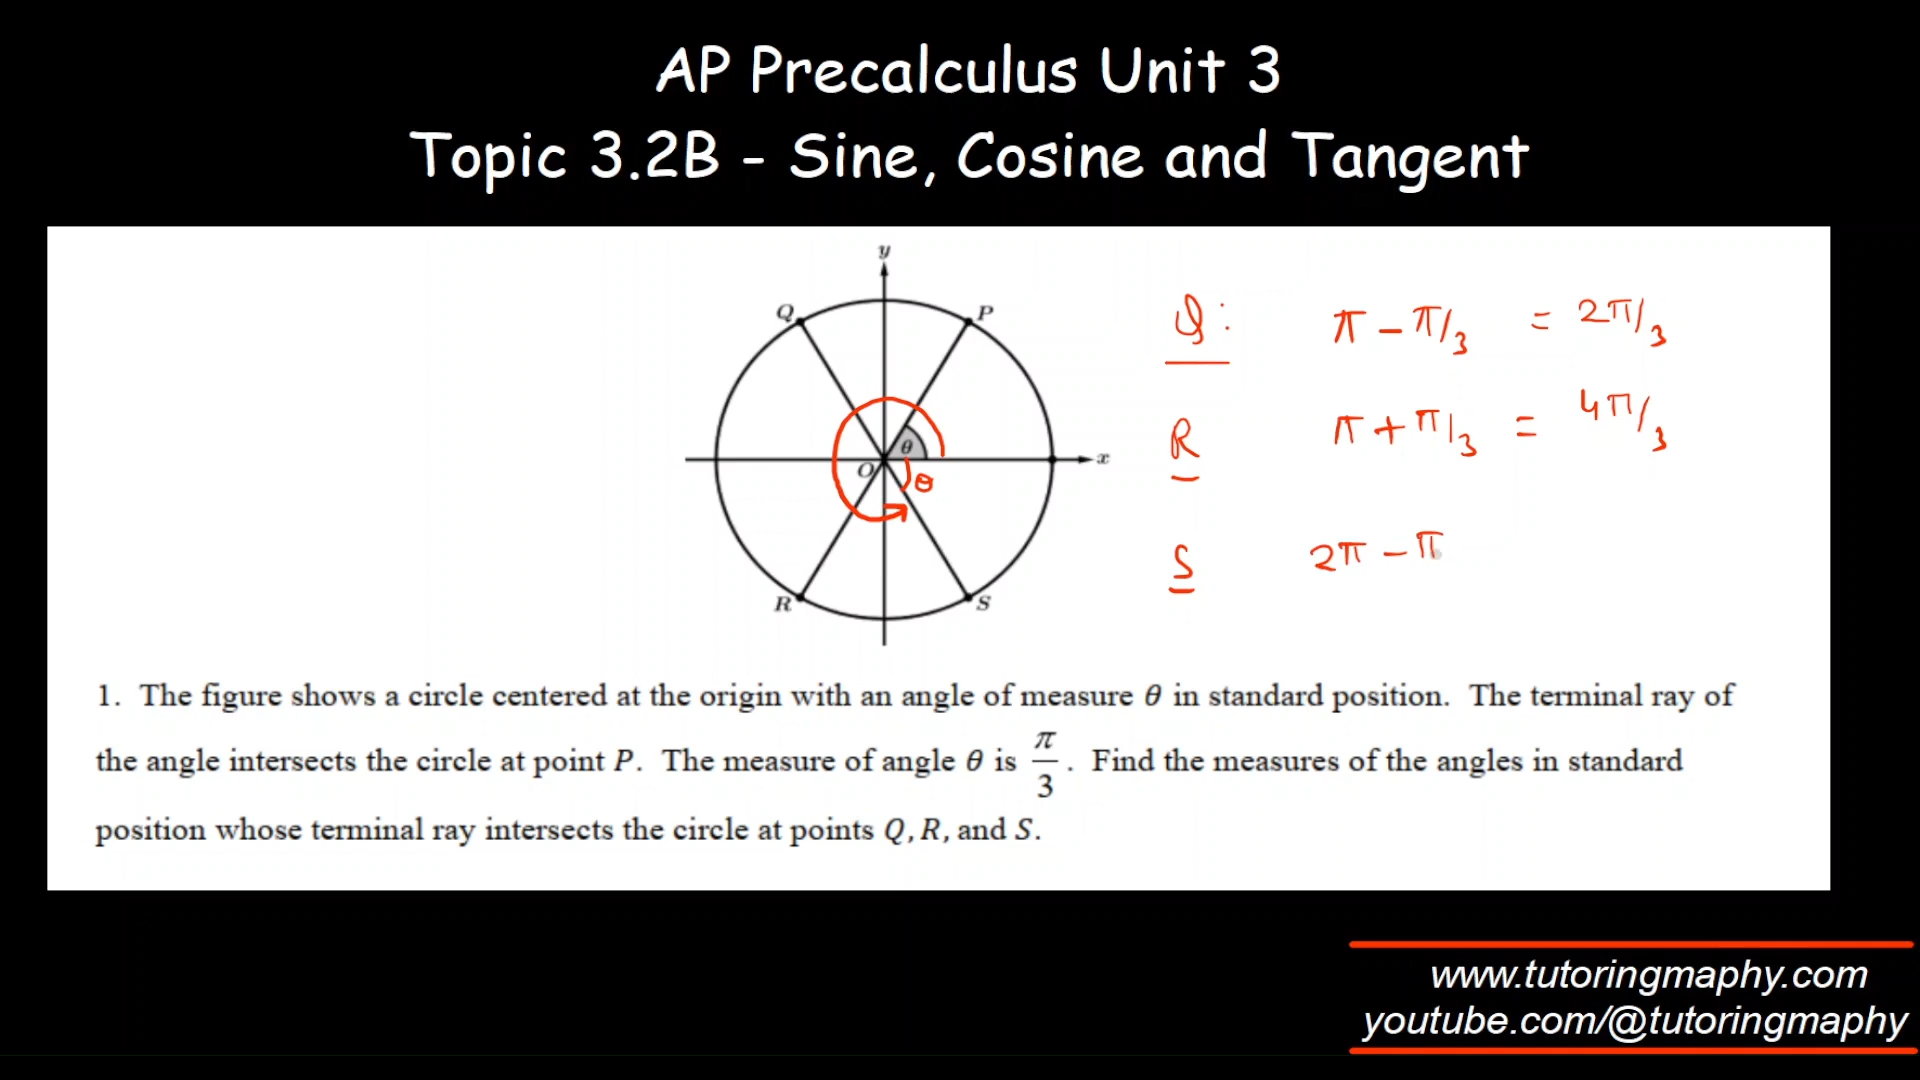 AP Precalculus Unit 3
Topic 3.2B - Sine, Cosine and Tangent
y
Q
P
θ
O
x
θ
R
S
Q: π - π/3 = 2π/3
R π + π/3 = 4π/3
S 2π - π
1. The figure shows a circle centered at the origin with an angle of measure θ in standard position. The terminal ray of
the angle intersects the circle at point P. The measure of angle θ is π/3. Find the measures of the angles in standard
position whose terminal ray intersects the circle at points Q, R, and S.
www.tutoringmaphy.com
youtube.com/@tutoringmaphy